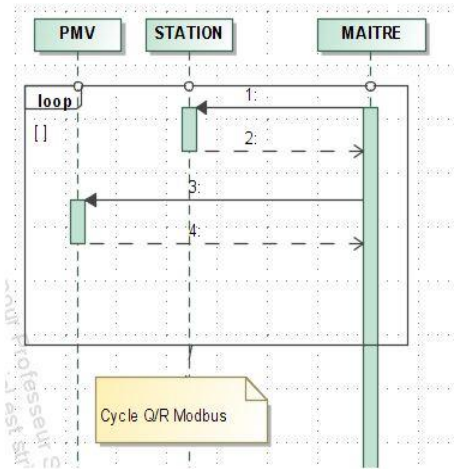 PMV STATION MAITRE
loop
[ ]
1:
2:
3:
4:
Cycle Q/R Modbus